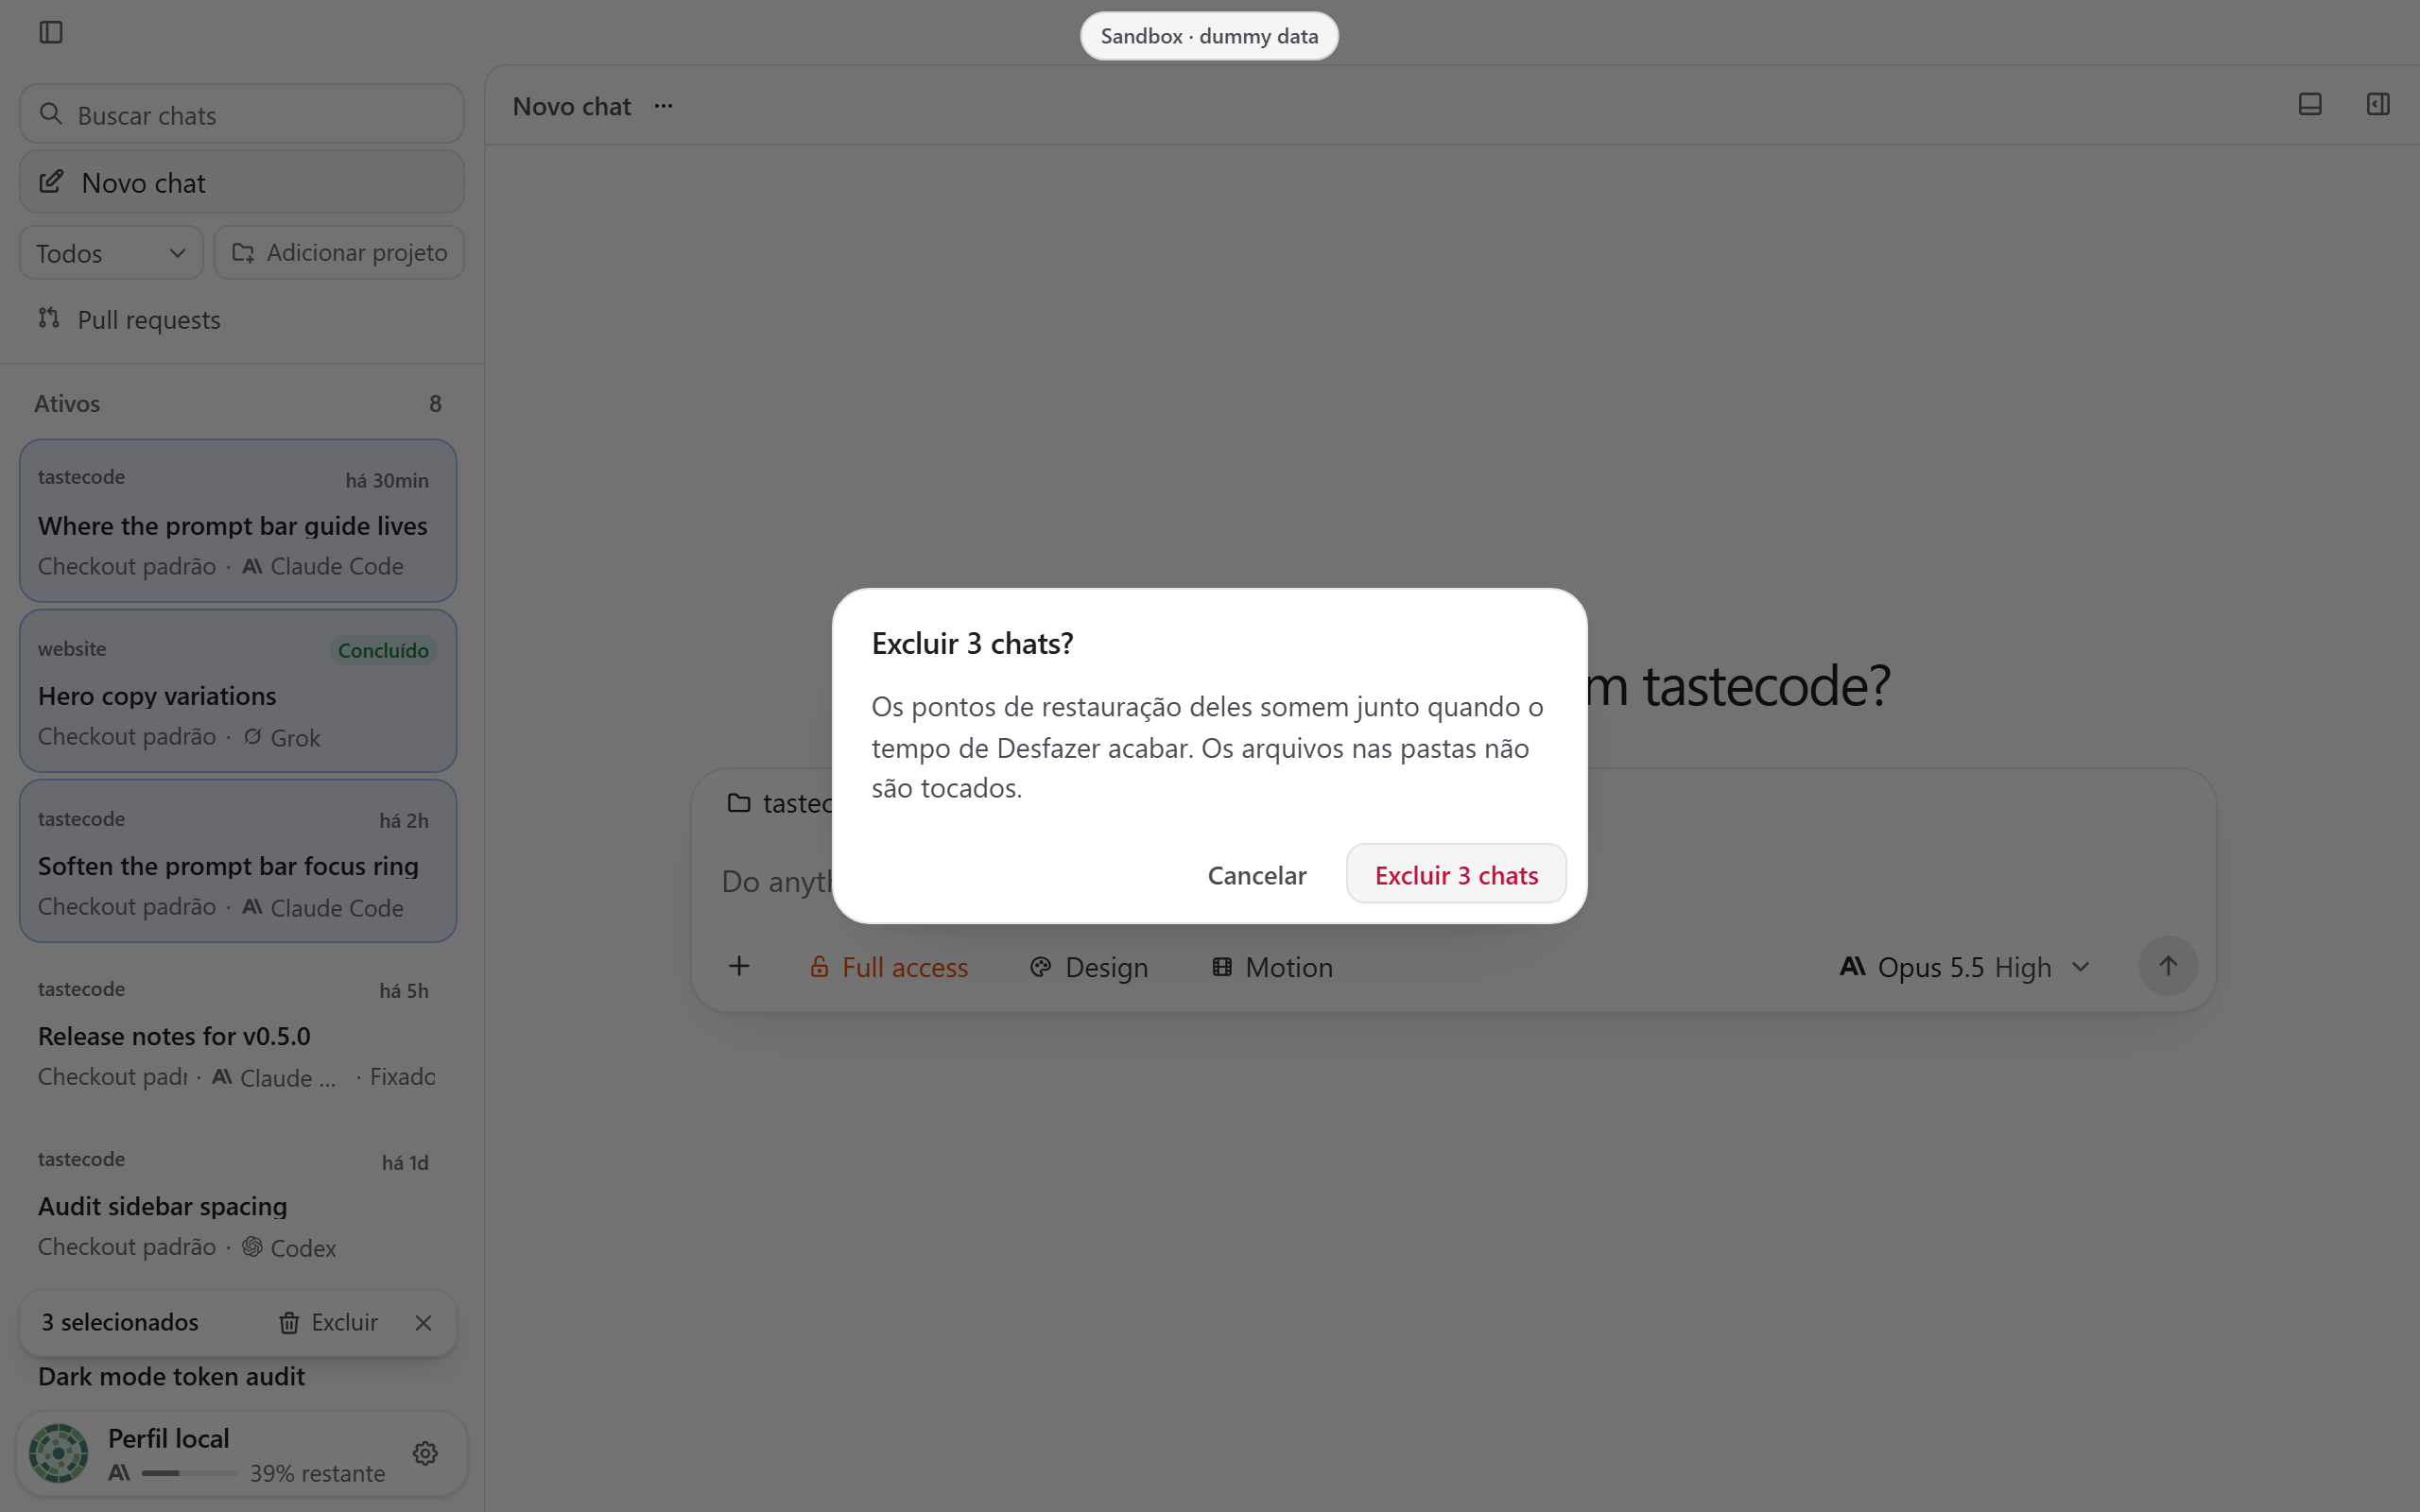 Sandbox · dummy data
Buscar chats
Novo chat
Todos
Adicionar projeto
Pull requests
Ativos 8
tastecode há 30min
Where the prompt bar guide lives
Checkout padrão · Claude Code
website Concluído
Hero copy variations
Checkout padrão · Grok
tastecode há 2h
Soften the prompt bar focus ring
Checkout padrão · Claude Code
tastecode há 5h
Release notes for v0.5.0
Checkout padr · Claude ... · Fixado
tastecode há 1d
Audit sidebar spacing
Checkout padrão · Codex
3 selecionados Excluir
Dark mode token audit
Perfil local
39% restante
Novo chat ···
m tastecode?
Excluir 3 chats?
Os pontos de restauração deles somem junto quando o
tempo de Desfazer acabar. Os arquivos nas pastas não
são tocados.
Cancelar Excluir 3 chats
tastec
Do anyt
Full access Design Motion Opus 5.5 High